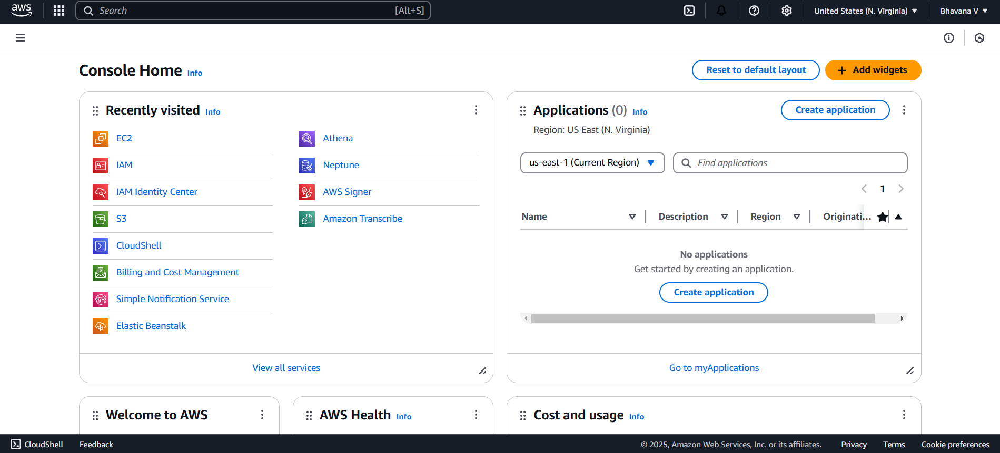 aws
Search [Alt+S]
United States (N. Virginia)
Bhavana V
Console Home Info
Reset to default layout
Add widgets
Recently visited Info
EC2
IAM
IAM Identity Center
S3
CloudShell
Billing and Cost Management
Simple Notification Service
Elastic Beanstalk
Athena
Neptune
AWS Signer
Amazon Transcribe
View all services
Applications (0) Info
Create application
Region: US East (N. Virginia)
us-east-1 (Current Region)
Find applications
1
Name Description Region Originati...
No applications
Get started by creating an application.
Create application
Go to myApplications
Welcome to AWS
AWS Health Info
Cost and usage Info
CloudShell Feedback
© 2025, Amazon Web Services, Inc. or its affiliates. Privacy Terms Cookie preferences